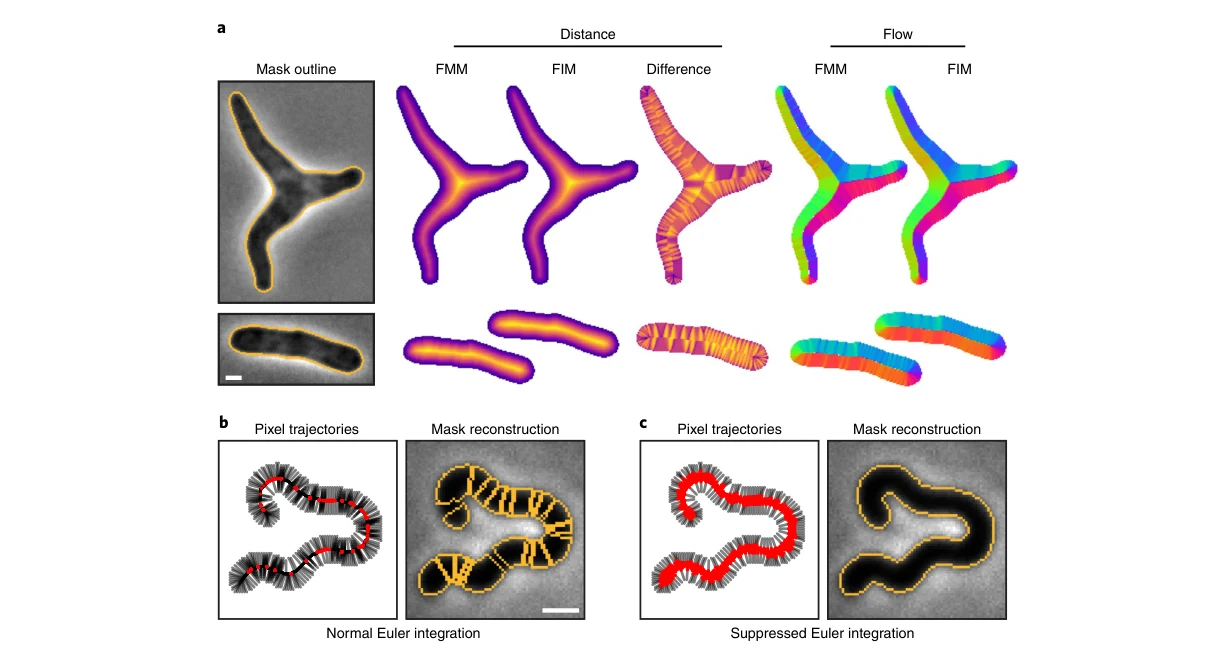 a
Distance
Flow
Mask outline
FMM
FIM
Difference
FMM
FIM
b
Pixel trajectories
Mask reconstruction
c
Pixel trajectories
Mask reconstruction
Normal Euler integration
Suppressed Euler integration